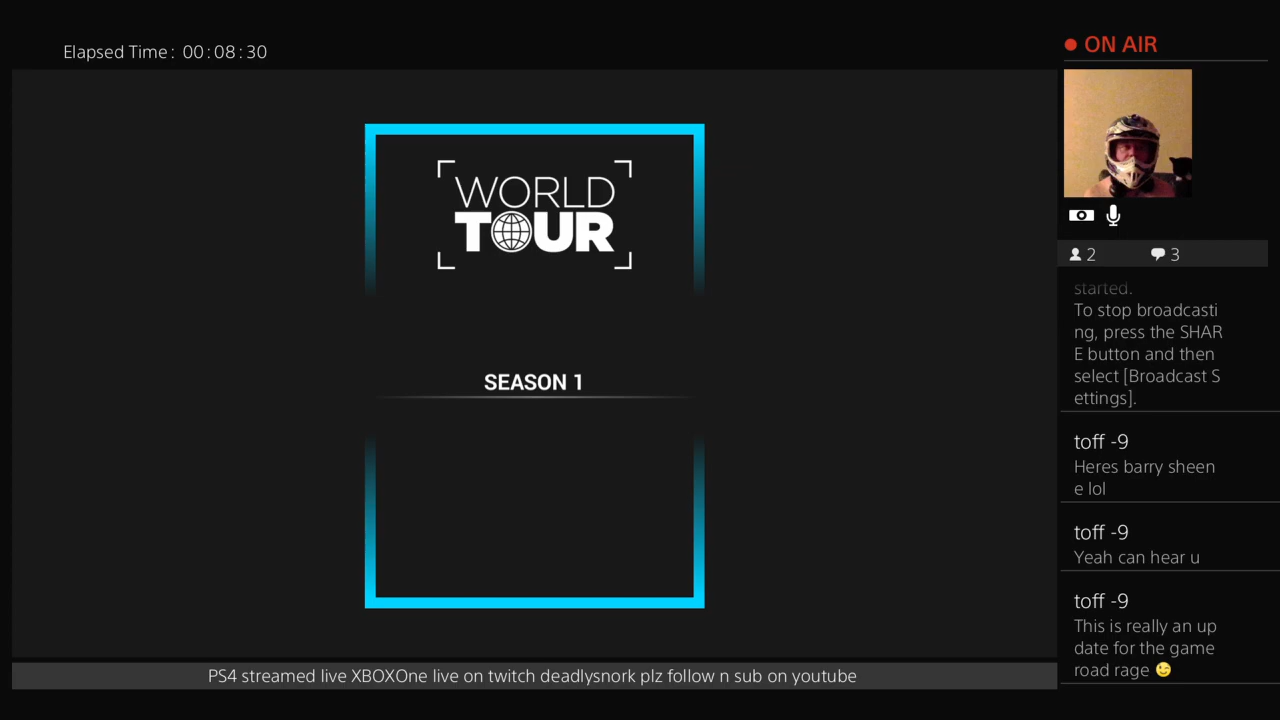 Elapsed Time: 00:08:30
ON AIR
WORLD
TOUR
SEASON 1
2
3
started.
To stop broadcasti
ng, press the SHAR
E button and then
select [Broadcast S
ettings].
toff -9
Heres barry sheen
e lol
toff -9
Yeah can hear u
toff -9
This is really an up
date for the game
road rage 😉
PS4 streamed live XBOXOne live on twitch deadlysnork plz follow n sub on youtube